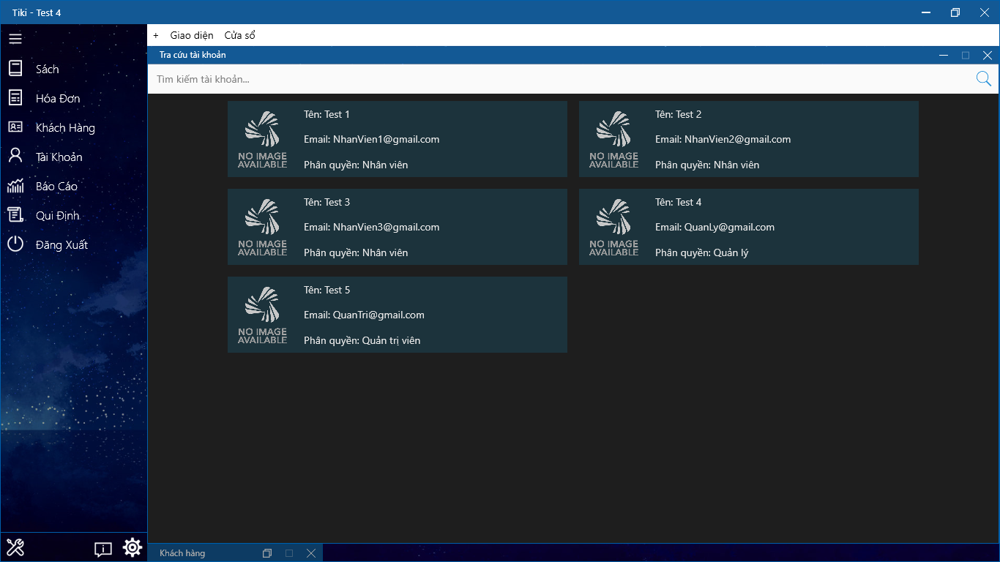 Tiki - Test 4
+ Giao diện Cửa sổ
Tra cứu tài khoản
Tìm kiếm tài khoản...
Sách
Hóa Đơn
Khách Hàng
Tài Khoản
Báo Cáo
Qui Định
Đăng Xuất
NO IMAGE
AVAILABLE
Tên: Test 1
Email: NhanVien1@gmail.com
Phân quyền: Nhân viên
NO IMAGE
AVAILABLE
Tên: Test 2
Email: NhanVien2@gmail.com
Phân quyền: Nhân viên
NO IMAGE
AVAILABLE
Tên: Test 3
Email: NhanVien3@gmail.com
Phân quyền: Nhân viên
NO IMAGE
AVAILABLE
Tên: Test 4
Email: QuanLy@gmail.com
Phân quyền: Quản lý
NO IMAGE
AVAILABLE
Tên: Test 5
Email: QuanTri@gmail.com
Phân quyền: Quản trị viên
Khách hàng